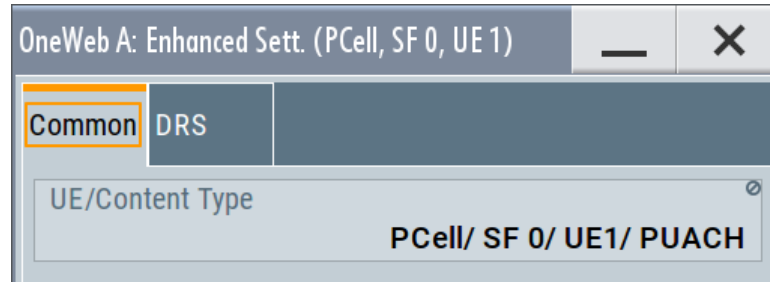 OneWeb A: Enhanced Sett. (PCell, SF 0, UE 1)
Common DRS
UE/Content Type
PCell/ SF 0/ UE1/ PUACH